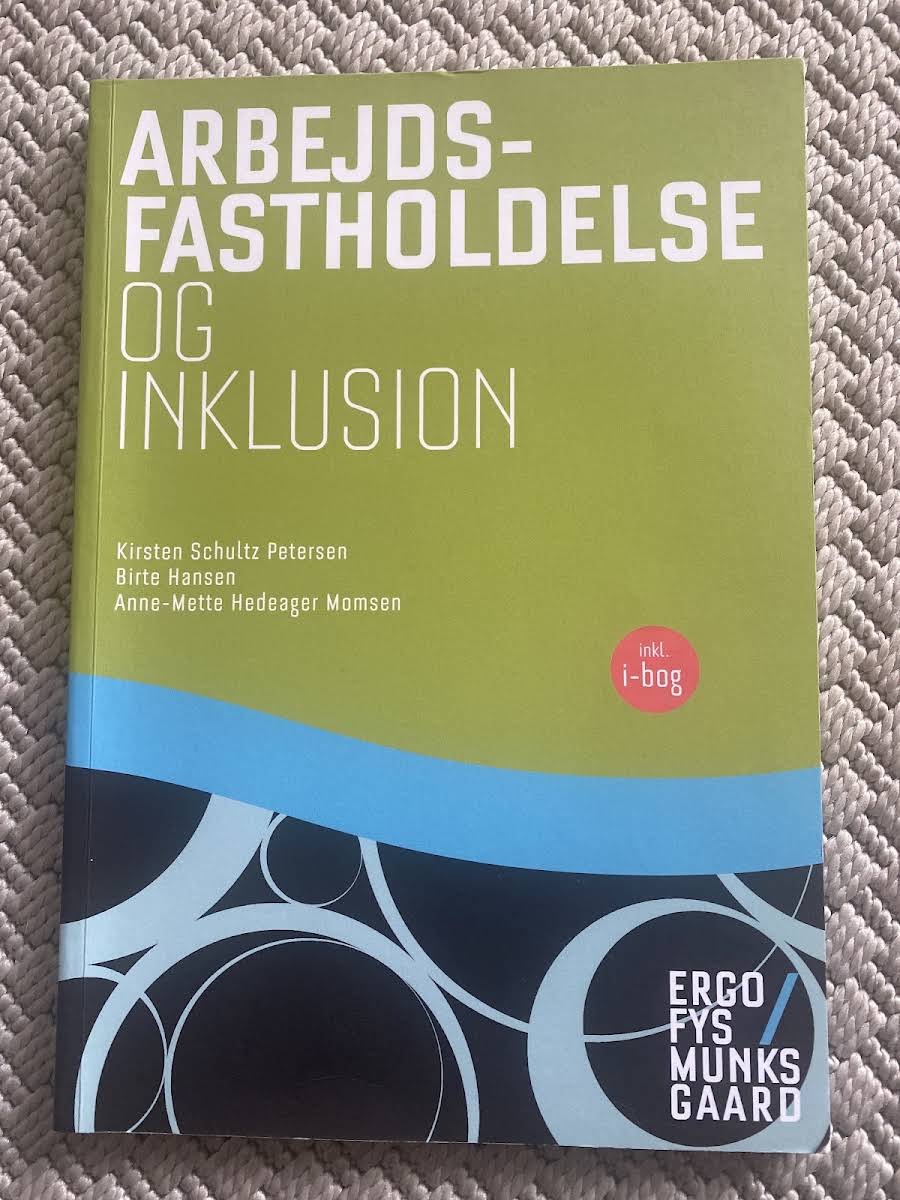 ARBEJDS-
FASTHOLDELSE
OG
INKLUSION
Kirsten Schultz Petersen
Birte Hansen
Anne-Mette Hedeager Momsen
inkl.
i-bog
ERGO/
FYS
MUNKS
GAARD